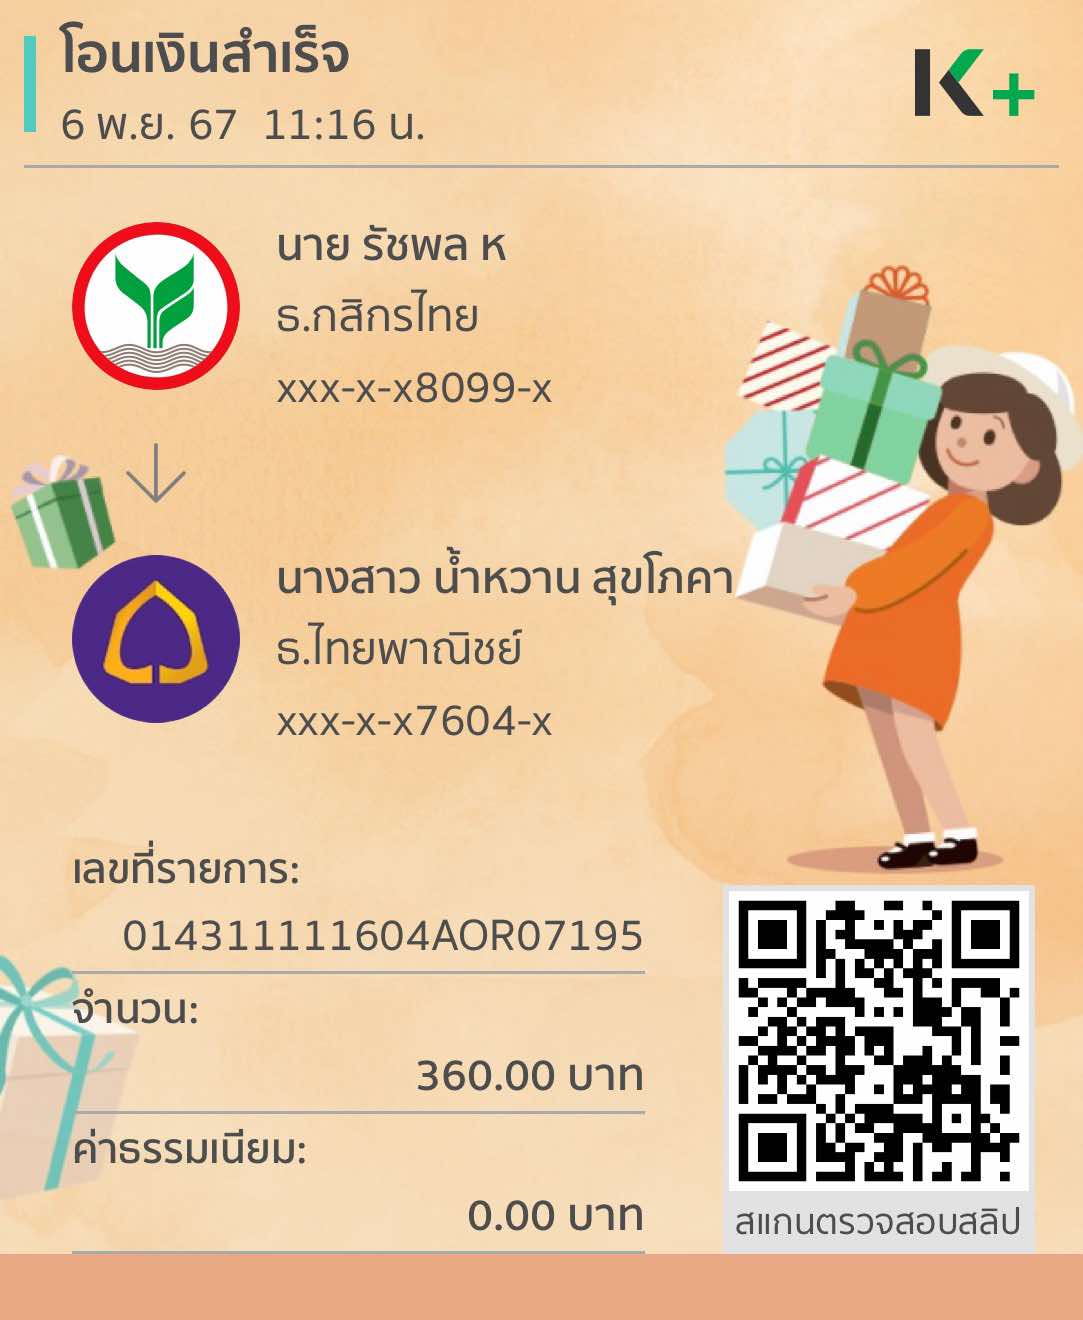 โอนเงินสำเร็จ
6 พ.ย. 67  11:16 น.
K+
นาย รัชพล ห
ธ.กสิกรไทย
xxx-x-x8099-x
นางสาว น้ำหวาน สุขโภคา
ธ.ไทยพาณิชย์
xxx-x-x7604-x
เลขที่รายการ:
014311111604AOR07195
จำนวน:
360.00 บาท
ค่าธรรมเนียม:
0.00 บาท
สแกนตรวจสอบสลิป